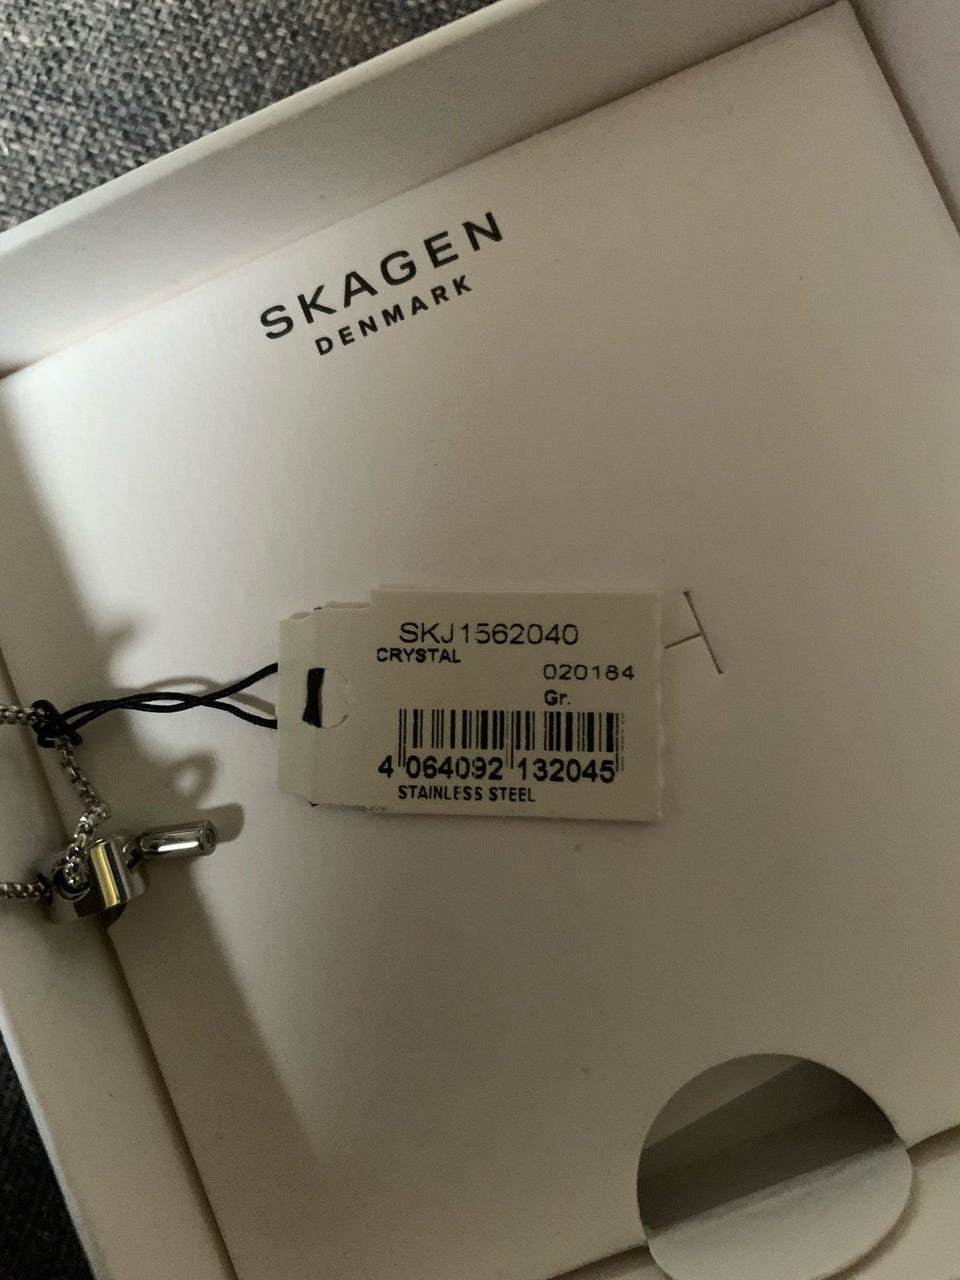 SKAGEN
DENMARK
SKJ1562040
CRYSTAL
020184
Gr.
4 064092 132045
STAINLESS STEEL